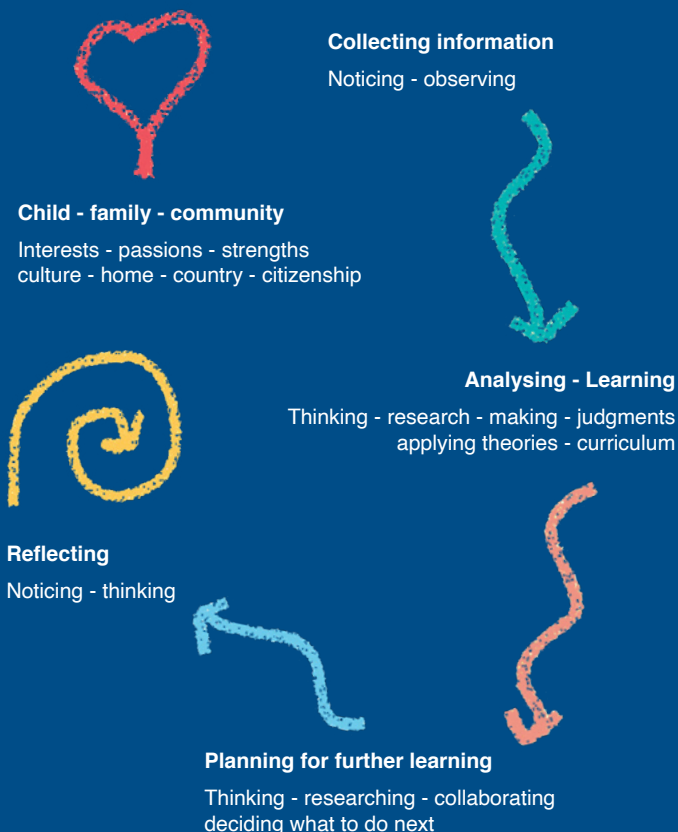 Collecting information
Noticing - observing
Child - family - community
Interests - passions - strengths
culture - home - country - citizenship
Analysing - Learning
Thinking - research - making - judgments
applying theories - curriculum
Reflecting
Noticing - thinking
Planning for further learning
Thinking - researching - collaborating
deciding what to do next